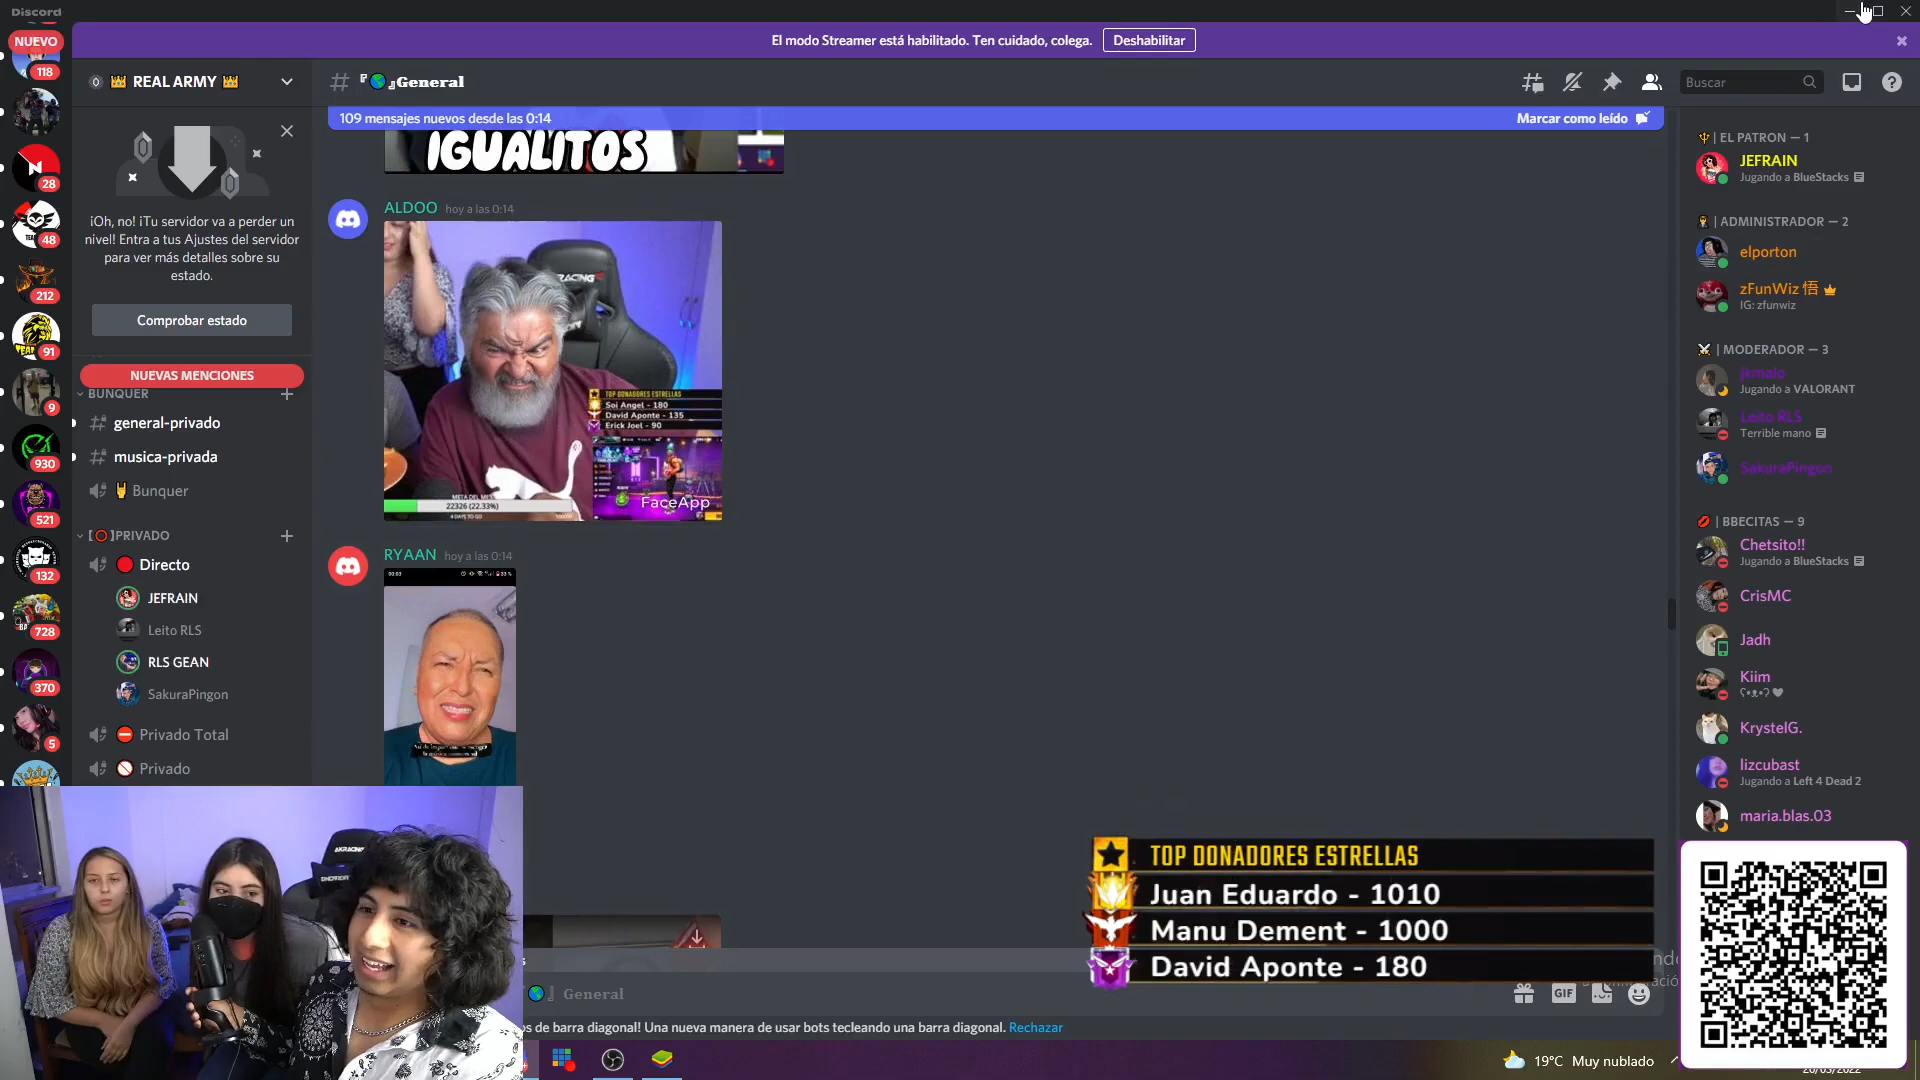 Discord
NUEVO
El modo Streamer está habilitado. Ten cuidado, colega.
Deshabilitar
118
28
48
212
91
9
930
521
132
728
370
5
REAL ARMY
¡Oh, no! ¡Tu servidor va a perder un
nivel! Entra a tus Ajustes del servidor
para ver más detalles sobre su
estado.
Comprobar estado
NUEVAS MENCIONES
BUNQUER
general-privado
musica-privada
Bunquer
[⭕]PRIVADO
Directo
JEFRAIN
Leito RLS
RLS GEAN
SakuraPingon
Privado Total
Privado
# 『🌎』General
Buscar
109 mensajes nuevos desde las 0:14
Marcar como leído
IGUALITOS
ALDOO hoy a las 0:14
TOP DONADORES ESTRELLAS
Soi Angel - 180
David Aponte - 135
Erick Joel - 90
META DEL MES
22326 (22.33%)
4 DAYS TO GO
FaceApp
RYAAN hoy a las 0:14
TOP DONADORES ESTRELLAS
Juan Eduardo - 1010
Manu Dement - 1000
David Aponte - 180
General
GIF
os de barra diagonal! Una nueva manera de usar bots tecleando una barra diagonal. Rechazar
| EL PATRON — 1
JEFRAIN
Jugando a BlueStacks
| ADMINISTRADOR — 2
elporton
zFunWiz 悟
IG: zfunwiz
| MODERADOR — 3
jkmalo
Jugando a VALORANT
Leito RLS
Terrible mano
SakuraPingon
| BBECITAS — 9
Chetsito!!
Jugando a BlueStacks
CrisMC
Jadh
Kiim
KrystelG.
lizcubast
Jugando a Left 4 Dead 2
maria.blas.03
19°C Muy nublado